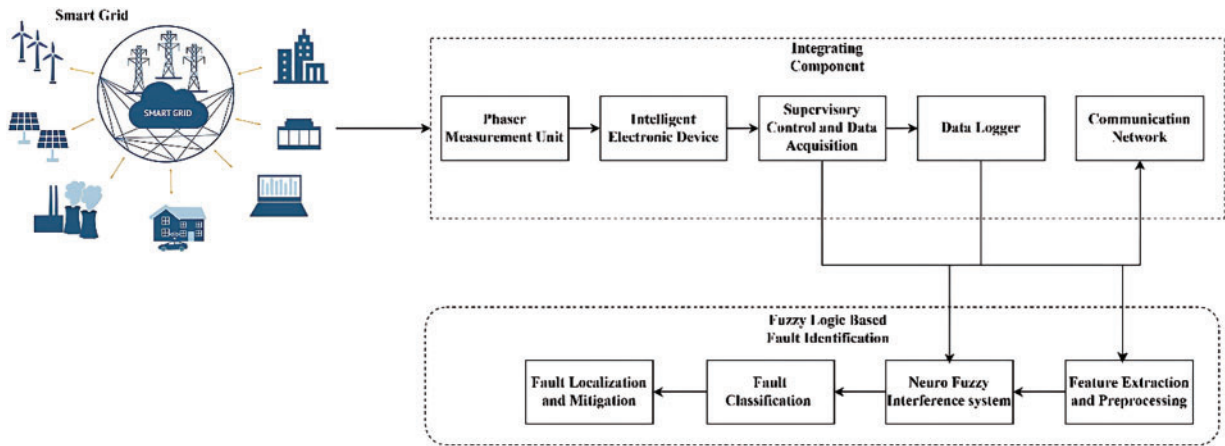 Smart Grid
SMART GRID
Integrating
Component
Phaser
Measurement Unit
Intelligent
Electronic Device
Supervisory
Control and Data
Acquisition
Data Logger
Communication
Network
Fuzzy Logic Based
Fault Identification
Fault Localization
and Mitigation
Fault
Classification
Neuro Fuzzy
Interference system
Feature Extraction
and Preprocessing